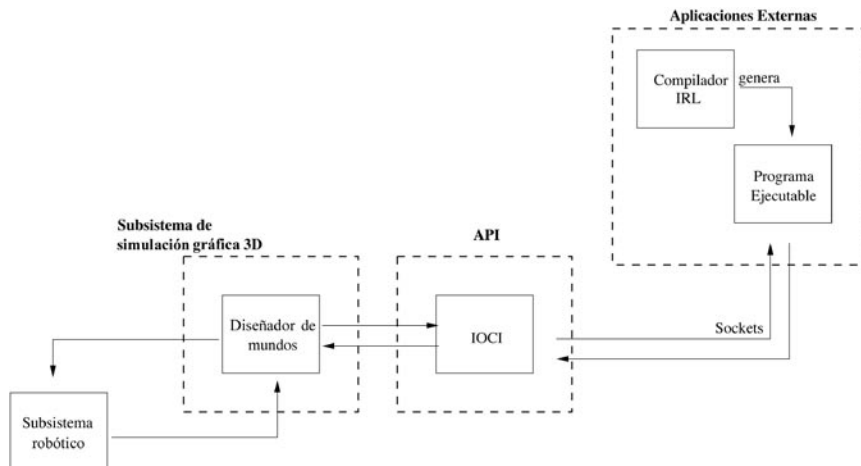 Aplicaciones Externas
Compilador
IRL
genera
Programa
Ejecutable
Subsistema de
simulación gráfica 3D
API
Diseñador de
mundos
IOCI
Sockets
Subsistema
robótico